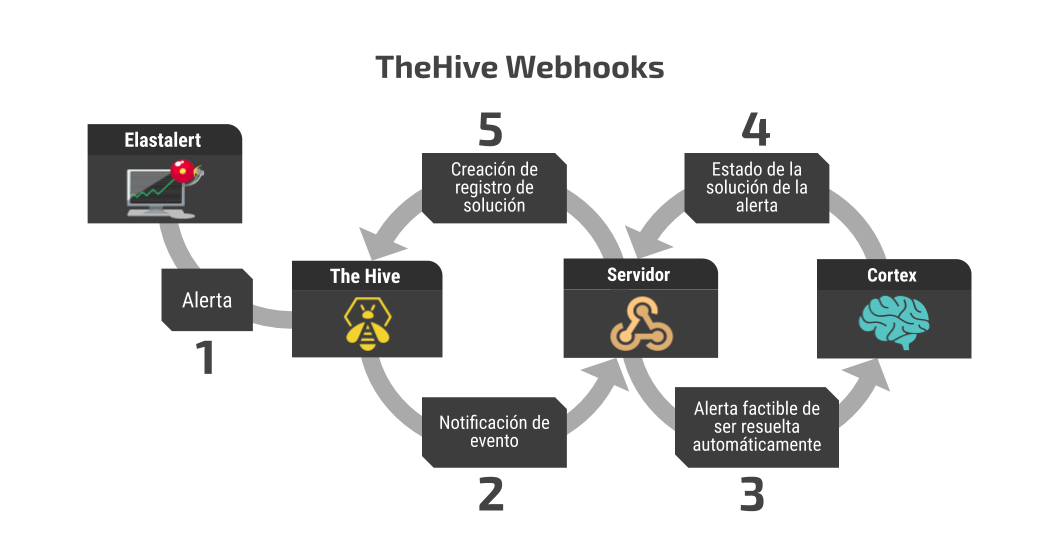 TheHive Webhooks
Elastalert
5
Creación de
registro de
solución
4
Estado de la
solución de la
alerta
Alerta
1
The Hive
Servidor
Cortex
Notificación de
evento
2
Alerta factible de
ser resuelta
automáticamente
3